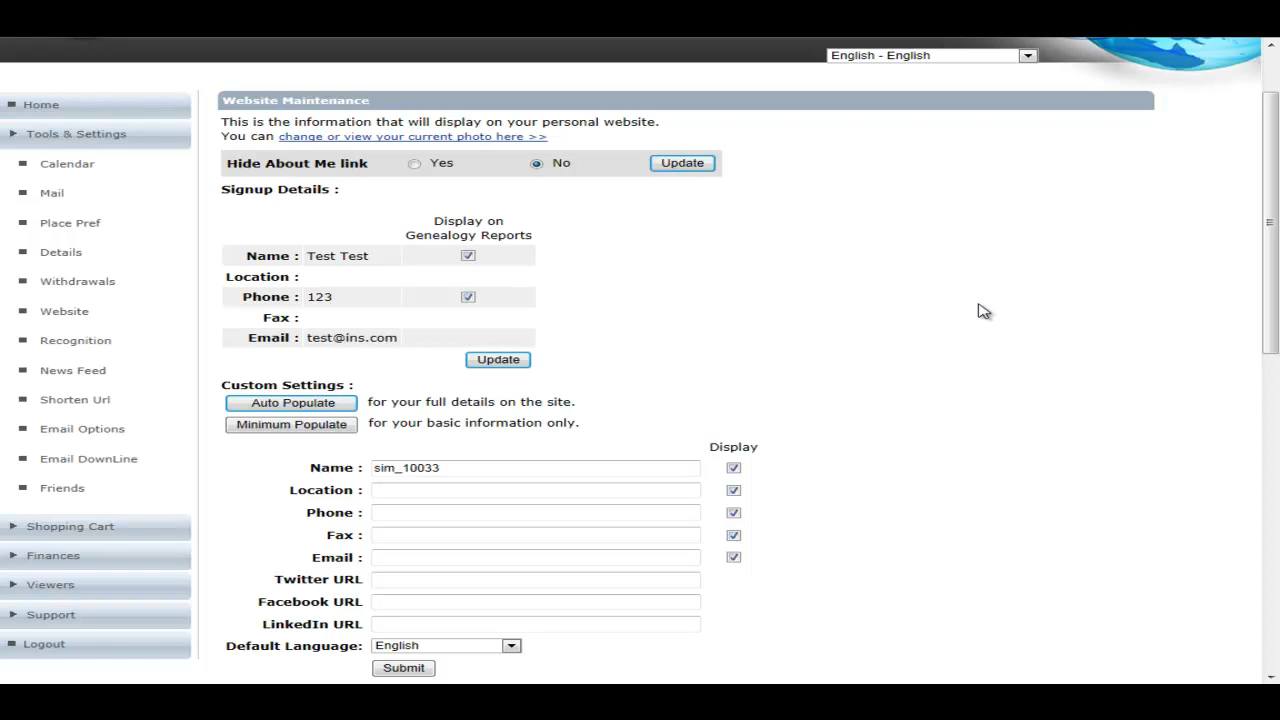 English - English
Home
Tools & Settings
Calendar
Mail
Place Pref
Details
Withdrawals
Website
Recognition
News Feed
Shorten Url
Email Options
Email DownLine
Friends
Shopping Cart
Finances
Viewers
Support
Logout
Website Maintenance
This is the information that will display on your personal website.
You can change or view your current photo here >>
Hide About Me link Yes No Update
Signup Details :
Display on
Genealogy Reports
Name : Test Test
Location :
Phone : 123
Fax :
Email : test@ins.com
Update
Custom Settings :
Auto Populate for your full details on the site.
Minimum Populate for your basic information only.
Display
Name : sim_10033
Location :
Phone :
Fax :
Email :
Twitter URL
Facebook URL
LinkedIn URL
Default Language: English
Submit